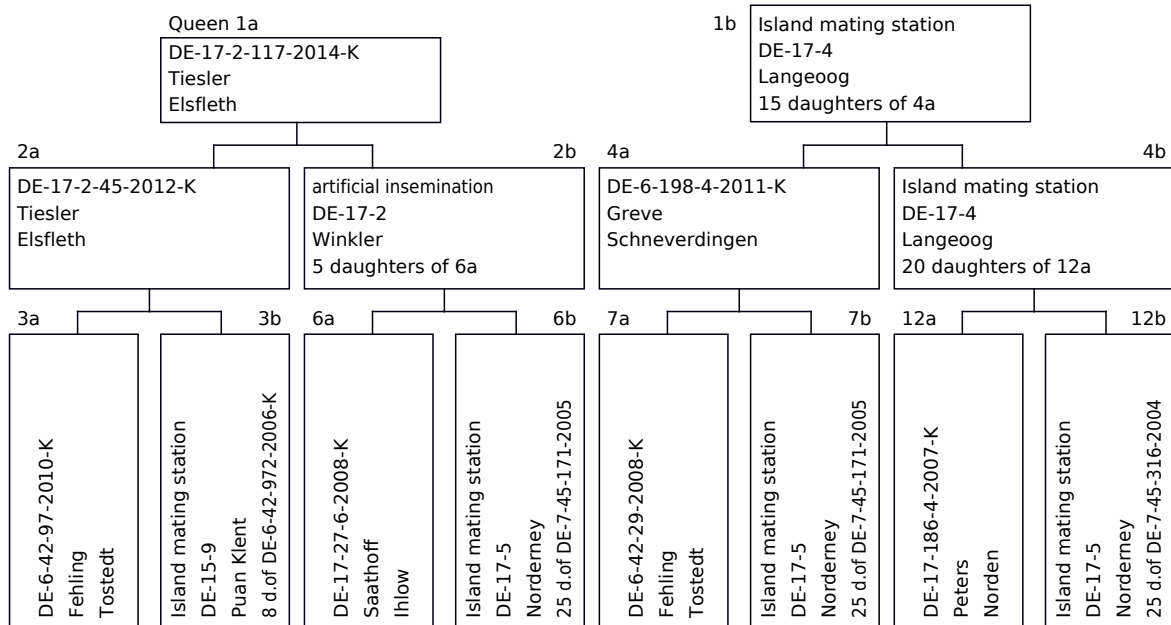 Queen 1a
DE-17-2-117-2014-K
Tiesler
Elsfleth
1b
Island mating station
DE-17-4
Langeoog
15 daughters of 4a
2a
DE-17-2-45-2012-K
Tiesler
Elsfleth
2b
artificial insemination
DE-17-2
Winkler
5 daughters of 6a
4a
DE-6-198-4-2011-K
Greve
Schneverdingen
4b
Island mating station
DE-17-4
Langeoog
20 daughters of 12a
3a
DE-6-42-97-2010-K
Fehling
Tostedt
3b
Island mating station
DE-15-9
Puan Klent
8 d.of DE-6-42-972-2006-K
6a
DE-17-27-6-2008-K
Saathoff
Ihlow
6b
Island mating station
DE-17-5
Norderney
25 d.of DE-7-45-171-2005
7a
DE-6-42-29-2008-K
Fehling
Tostedt
7b
Island mating station
DE-17-5
Norderney
25 d.of DE-7-45-171-2005
12a
DE-17-186-4-2007-K
Peters
Norden
12b
Island mating station
DE-17-5
Norderney
25 d.of DE-7-45-316-2004